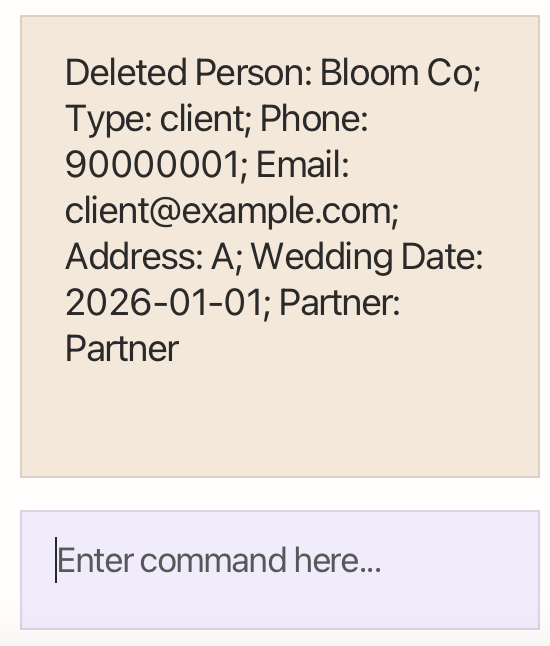 Deleted Person: Bloom Co;
Type: client; Phone:
90000001; Email:
client@example.com;
Address: A; Wedding Date:
2026-01-01; Partner:
Partner
Enter command here...